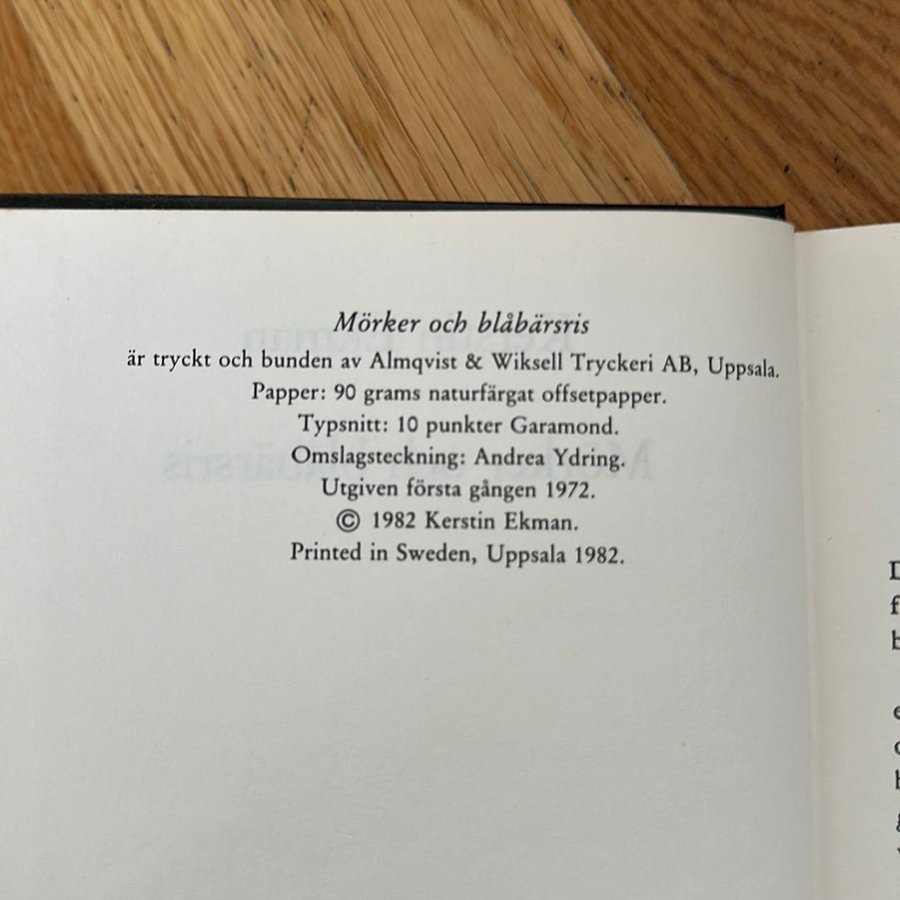 Mörker och blåbärsris
är tryckt och bunden av Almqvist & Wiksell Tryckeri AB, Uppsala.
Papper: 90 grams naturfärgat offsetpapper.
Typsnitt: 10 punkter Garamond.
Omslagsteckning: Andrea Ydring.
Utgiven första gången 1972.
© 1982 Kerstin Ekman.
Printed in Sweden, Uppsala 1982.